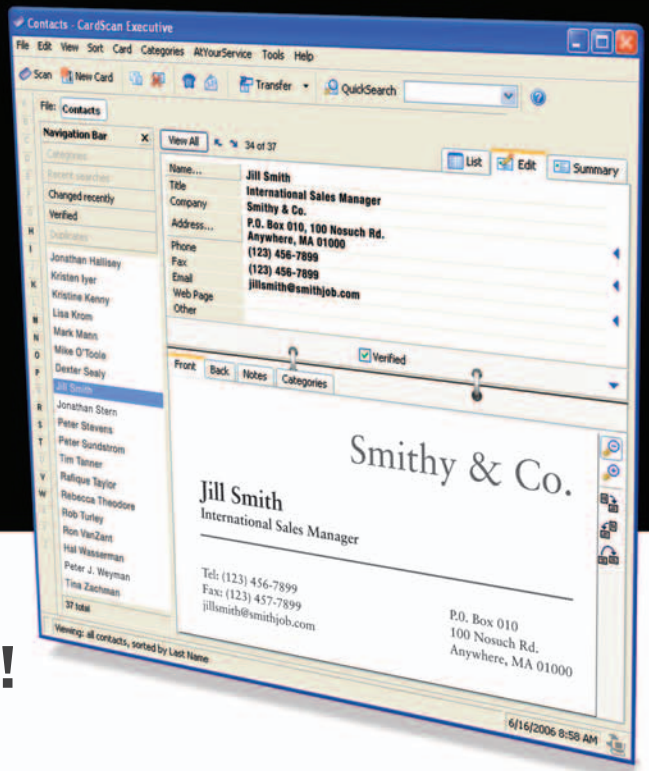 Contacts - CardScan Executive
File Edit View Sort Card Categories AtYourService Tools Help
Scan New Card Transfer QuickSearch
File: Contacts
Navigation Bar X
Categories
Recent searches
Changed recently
Verified
Duplicates
Jonathan Hallisey
Kristen Iyer
Kristine Kenny
Lisa Krom
Mark Mann
Mike O'Toole
Dexter Sealy
Jill Smith
Jonathan Stern
Peter Stevens
Peter Sundstrom
Tim Tanner
Rafique Taylor
Rebecca Theodore
Rob Turley
Ron VanZant
Hal Wasserman
Peter J. Weyman
Tina Zachman
37 total
H
I
K
M
N
O
P
R
S
T
V
W
View All 34 of 37
List Edit Summary
Name... Jill Smith
Title International Sales Manager
Company Smithy & Co.
Address... P.O. Box 010, 100 Nosuch Rd.
Anywhere, MA 01000
Phone (123) 456-7899
Fax (123) 456-7899
Email jillsmith@smithjob.com
Web Page
Other
Verified
Front Back Notes Categories
Smithy & Co.
Jill Smith
International Sales Manager
Tel: (123) 456-7899
Fax: (123) 457-7899
jillsmith@smithjob.com
P.O. Box 010
100 Nosuch Rd.
Anywhere, MA 01000
Viewing: all contacts, sorted by Last Name
6/16/2006 8:58 AM
!